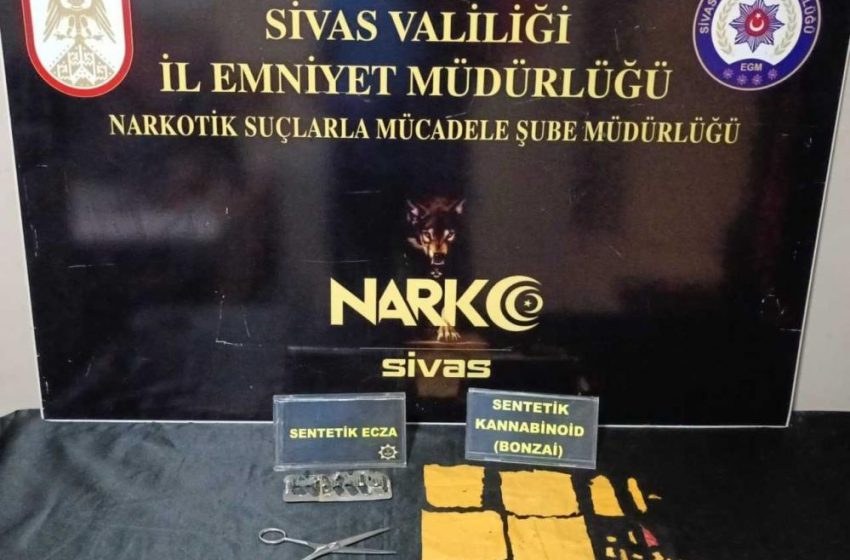 SİVAS VALİLİĞİ
İL EMNİYET MÜDÜRLÜĞÜ
NARKOTİK SUÇLARLA MÜCADELE ŞUBE MÜDÜRLÜĞÜ
EGM
NARKO
sivas
SENTETİK ECZA
SENTETİK
KANNABİNOİD
(BONZAİ)